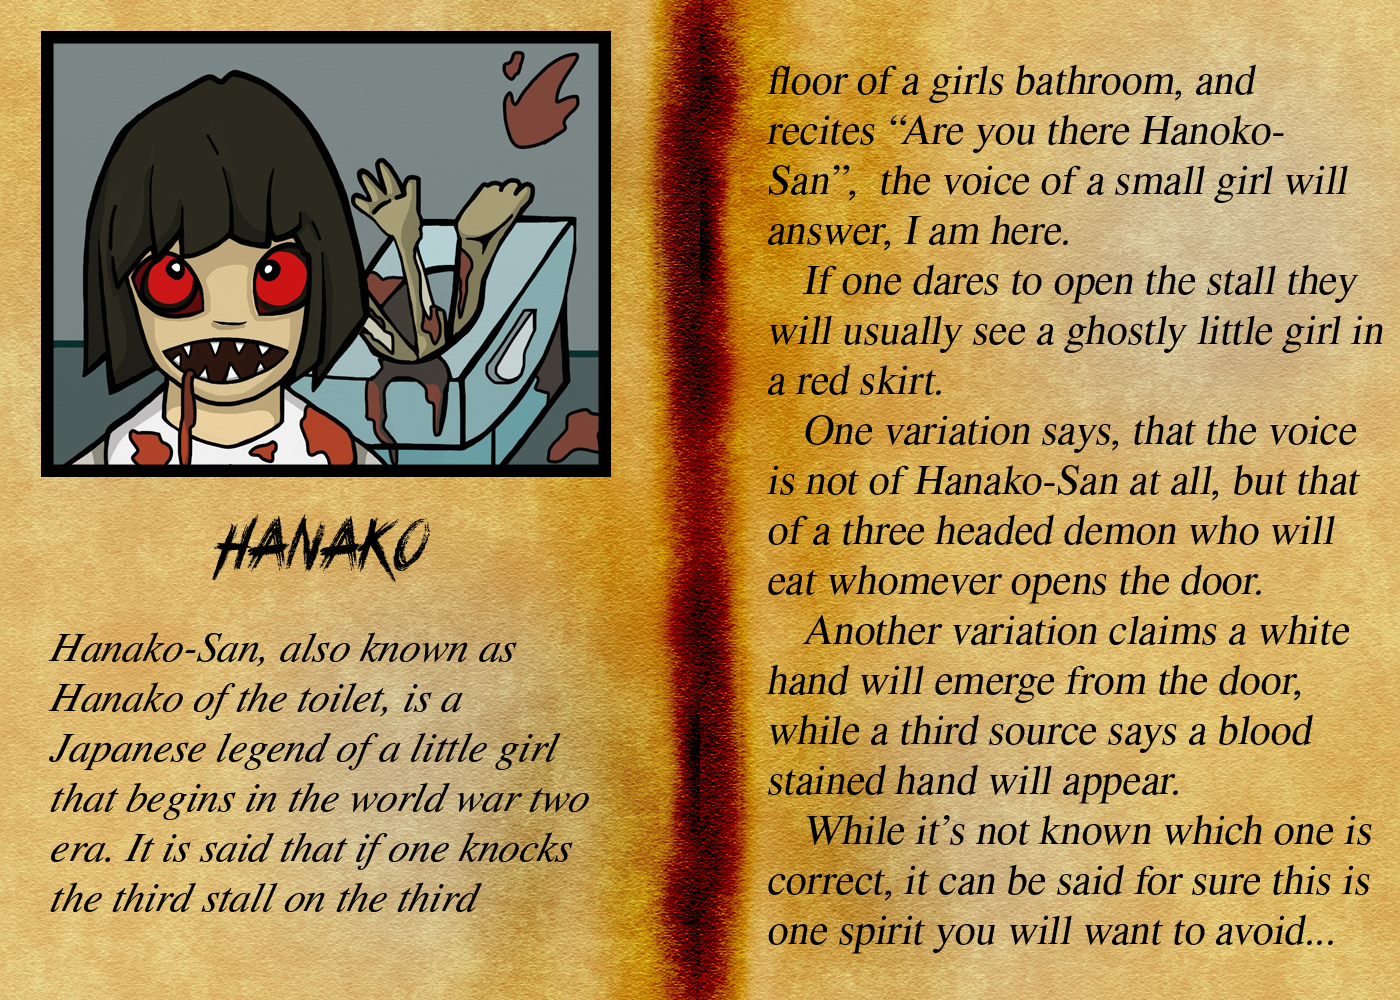 HANAKO
Hanako-San, also known as
Hanako of the toilet, is a
Japanese legend of a little girl
that begins in the world war two
era. It is said that if one knocks
the third stall on the third
floor of a girls bathroom, and
recites “Are you there Hanoko-
San”,  the voice of a small girl will
answer, I am here.
If one dares to open the stall they
will usually see a ghostly little girl in
a red skirt.
One variation says, that the voice
is not of Hanako-San at all, but that
of a three headed demon who will
eat whomever opens the door.
Another variation claims a white
hand will emerge from the door,
while a third source says a blood
stained hand will appear.
While it’s not known which one is
correct, it can be said for sure this is
one spirit you will want to avoid...